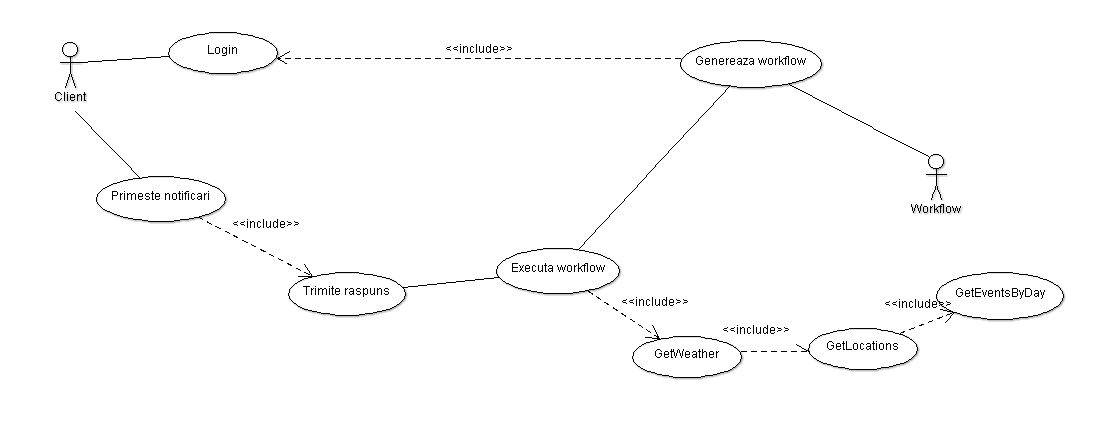 Login
<<include>>
Genereaza workflow
Client
Primeste notificari
Workflow
<<include>>
Executa workflow
Trimite raspuns
GetEventsByDay
<<include>>
<<include>>
<<include>>
GetLocations
GetWeather